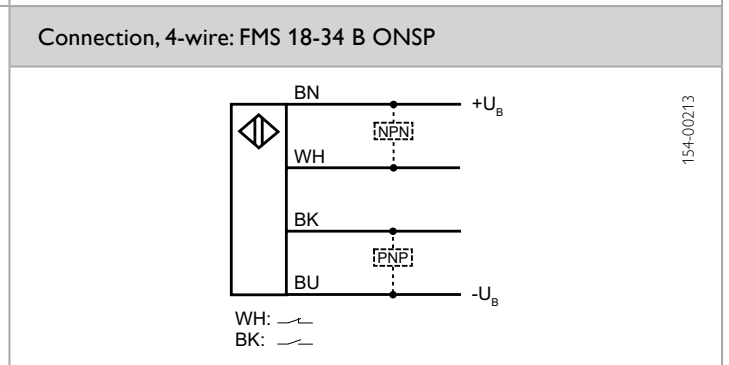 Connection, 4-wire: FMS 18-34 B ONSP
BN
+U_B
NPN
WH
BK
PNP
BU
-U_B
WH:
BK:
154-00213